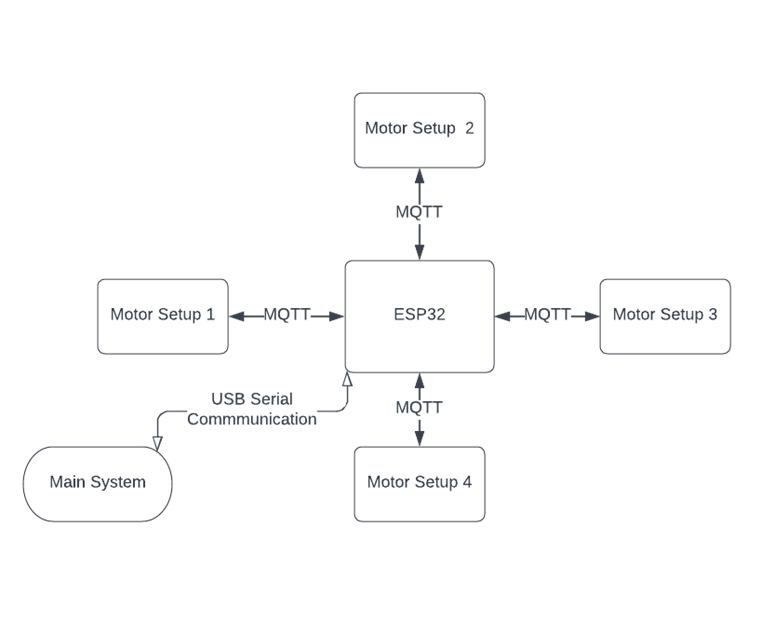 Motor Setup  2
MQTT
Motor Setup 1
MQTT
ESP32
MQTT
Motor Setup 3
USB Serial
Commmunication
MQTT
Main System
Motor Setup 4